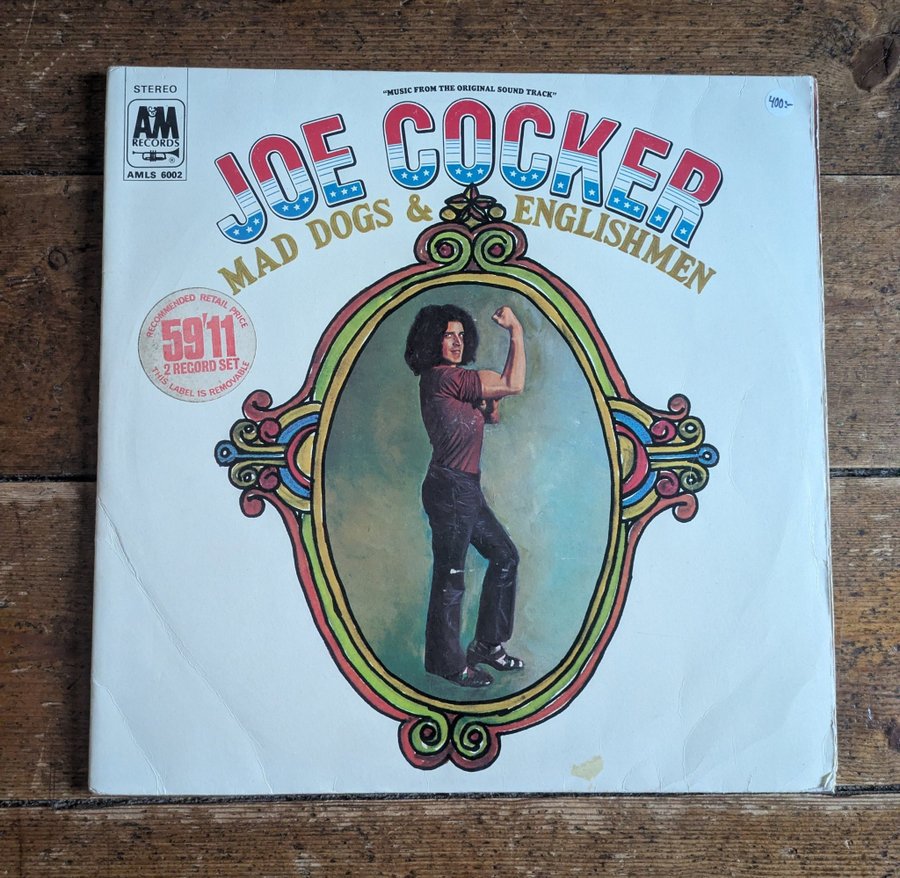 STEREO
A&M
RECORDS
®
AMLS 6002
"MUSIC FROM THE ORIGINAL SOUND TRACK"
400:-
JOE COCKER
MAD DOGS & ENGLISHMEN
RECOMMENDED RETAIL PRICE
59'11
2 RECORD SET
THIS LABEL IS REMOVABLE